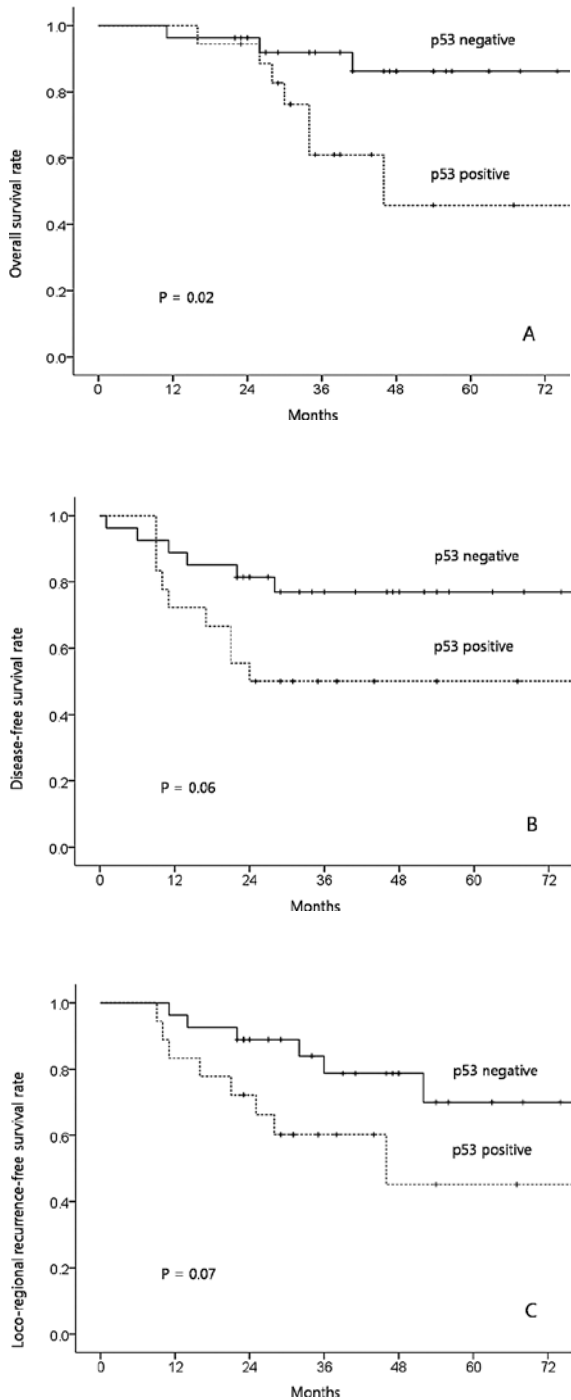 1.0
p53 negative
0.8
0.6
p53 positive
0.4
0.2
P = 0.02
A
0.0
0 12 24 36 48 60 72
Months
Overall survival rate
1.0
p53 negative
0.8
p53 positive
0.6
0.4
0.2
P = 0.06
B
0.0
0 12 24 36 48 60 72
Months
Disease-free survival rate
1.0
0.8
p53 negative
0.6
p53 positive
0.4
0.2
P = 0.07
C
0.0
0 12 24 36 48 60 72
Months
Loco-regional recurrence-free survival rate